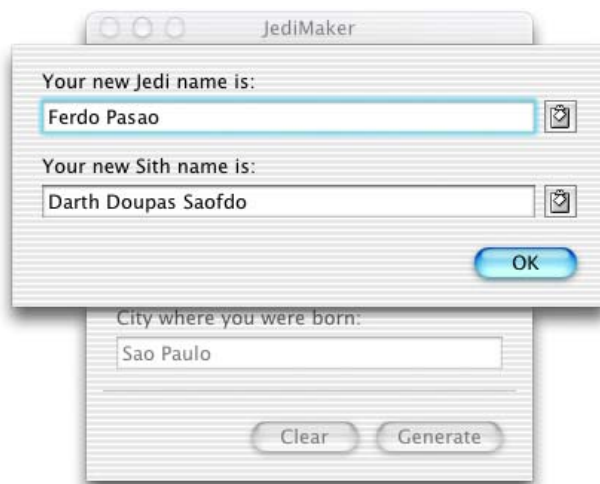 JediMaker
Your new Jedi name is:
Ferdo Pasao
Your new Sith name is:
Darth Doupas Saofdo
OK
City where you were born:
Sao Paulo
Clear Generate